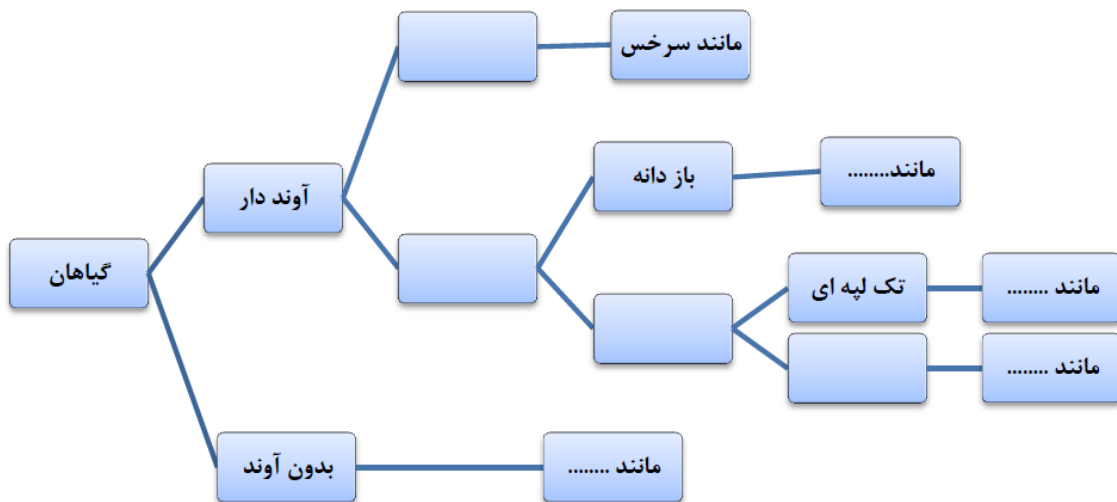 مانند سرخس
باز دانه
مانند........
آوند دار
گیاهان
تک لپه ای
مانند ........
مانند ........
بدون آوند
مانند ........